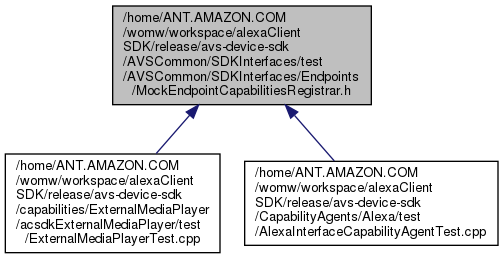 /home/ANT.AMAZON.COM
/womw/workspace/alexaClient
SDK/release/avs-device-sdk
/AVSCommon/SDKInterfaces/test
/AVSCommon/SDKInterfaces/Endpoints
/MockEndpointCapabilitiesRegistrar.h
/home/ANT.AMAZON.COM
/womw/workspace/alexaClient
SDK/release/avs-device-sdk
/capabilities/ExternalMediaPlayer
/acsdkExternalMediaPlayer/test
/ExternalMediaPlayerTest.cpp
/home/ANT.AMAZON.COM
/womw/workspace/alexaClient
SDK/release/avs-device-sdk
/CapabilityAgents/Alexa/test
/AlexaInterfaceCapabilityAgentTest.cpp